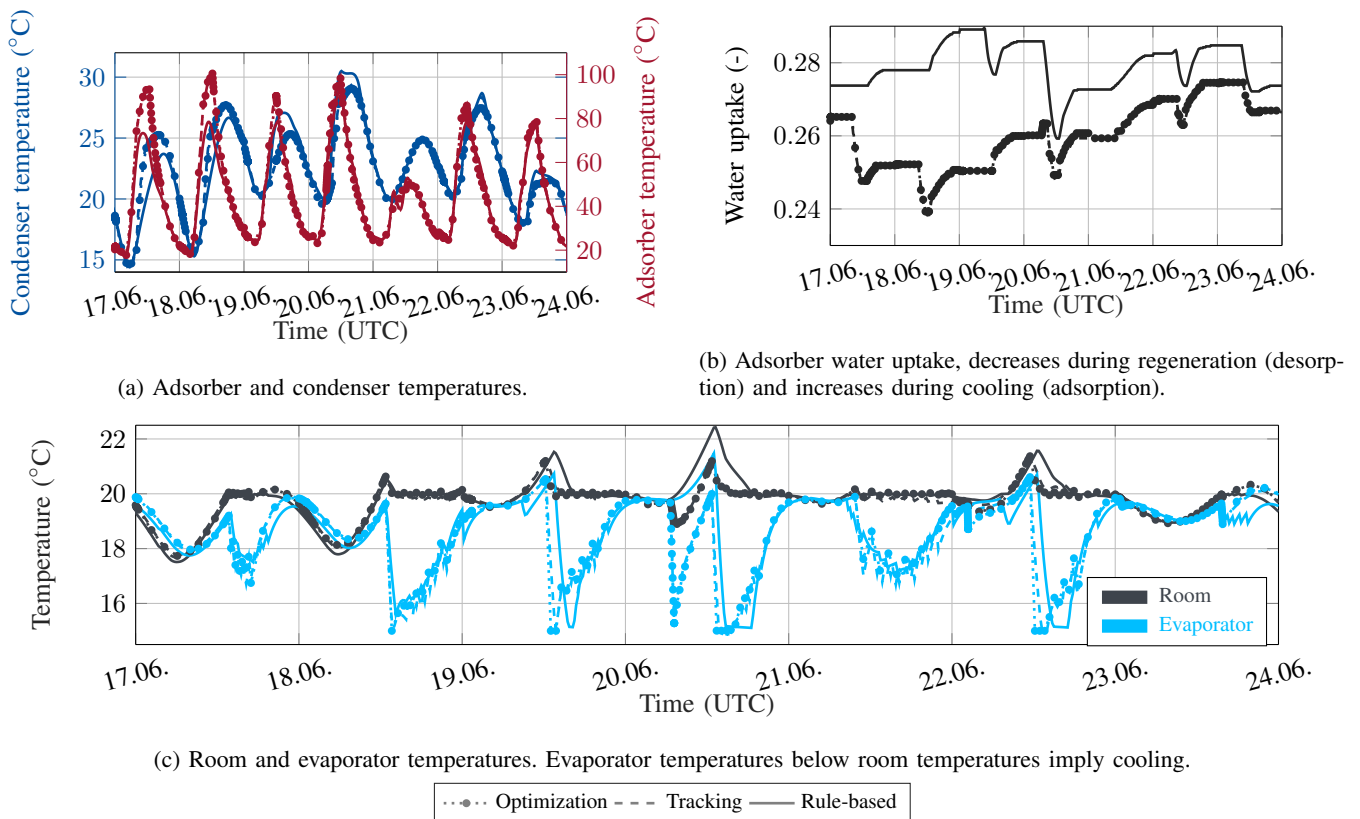 Condenser temperature (°C)
30
25
20
15
100
80
60
40
20
Adsorber temperature (°C)
17.06.
18.06.
19.06.
20.06.
21.06.
22.06.
23.06.
24.06.
Time (UTC)
(a) Adsorber and condenser temperatures.
Water uptake (-)
0.28
0.26
0.24
17.06.
18.06.
19.06.
20.06.
21.06.
22.06.
23.06.
24.06.
Time (UTC)
(b) Adsorber water uptake, decreases during regeneration (desorp-
tion) and increases during cooling (adsorption).
Temperature (°C)
22
20
18
16
Room
Evaporator
17.06.
18.06.
19.06.
20.06.
21.06.
22.06.
23.06.
24.06.
Time (UTC)
(c) Room and evaporator temperatures. Evaporator temperatures below room temperatures imply cooling.
Optimization Tracking Rule-based